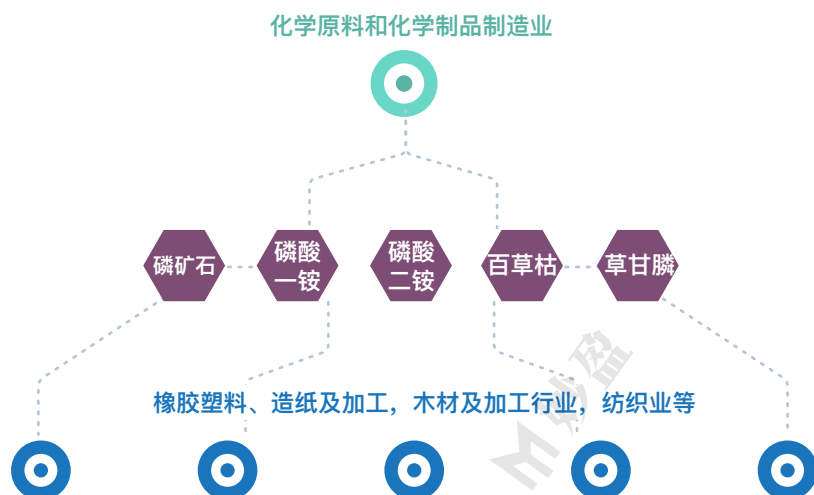 化学原料和化学制品制造业
磷矿石
磷酸
一铵
磷酸
二铵
百草枯
草甘膦
橡胶塑料、造纸及加工，木材及加工行业，纺织业等
妙盈